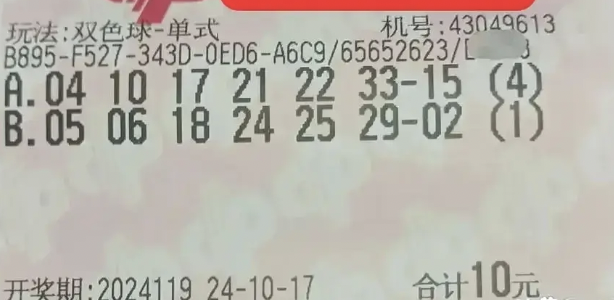 玩法:双色球-单式 机号:43049613
B895-F527-343D-0ED6-A6C9/65652623/
A.04 10 17 21 22 33-15 (4)
B.05 06 18 24 25 29-02 (1)
开奖期:2024119 24-10-17 合计10元